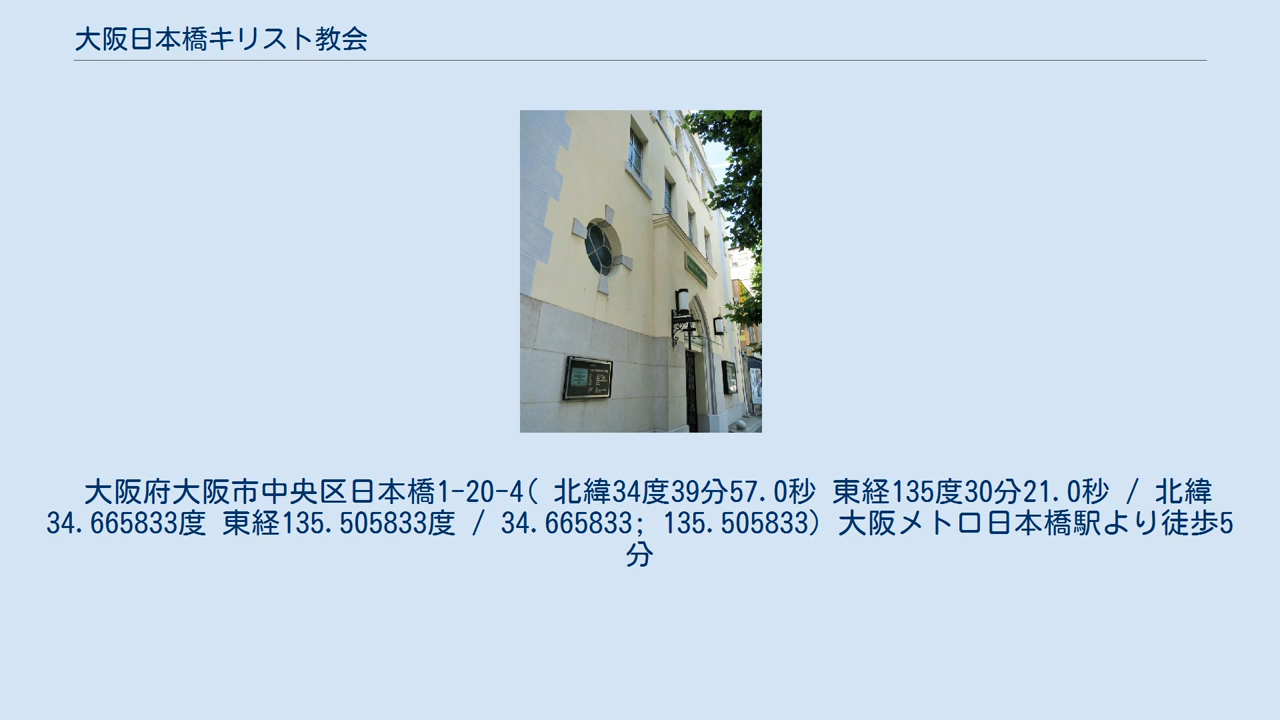 大阪日本橋キリスト教会
大阪府大阪市中央区日本橋1-20-4( 北緯34度39分57.0秒 東経135度30分21.0秒 / 北緯
34.665833度 東経135.505833度 / 34.665833; 135.505833) 大阪メトロ日本橋駅より徒歩5
分